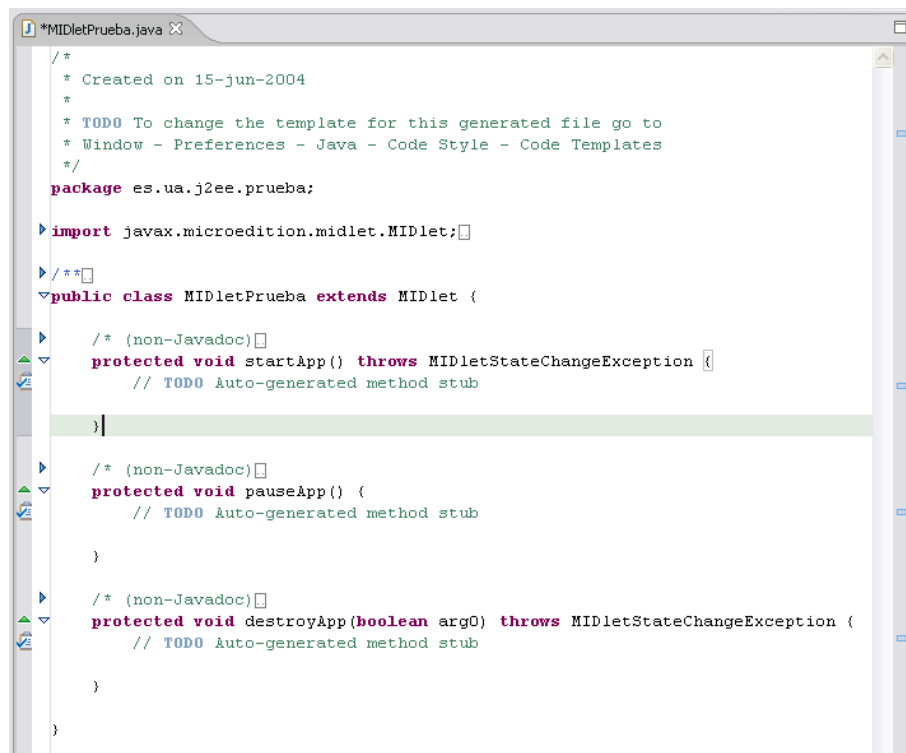 *MIDletPrueba.java
/*
 * Created on 15-jun-2004
 *
 * TODO To change the template for this generated file go to
 * Window - Preferences - Java - Code Style - Code Templates
 */
package es.ua.j2ee.prueba;
import javax.microedition.midlet.MIDlet;
/**
public class MIDletPrueba extends MIDlet {
/* (non-Javadoc)
protected void startApp() throws MIDletStateChangeException {
// TODO Auto-generated method stub
}
/* (non-Javadoc)
protected void pauseApp() {
// TODO Auto-generated method stub
}
/* (non-Javadoc)
protected void destroyApp(boolean arg0) throws MIDletStateChangeException {
// TODO Auto-generated method stub
}
}